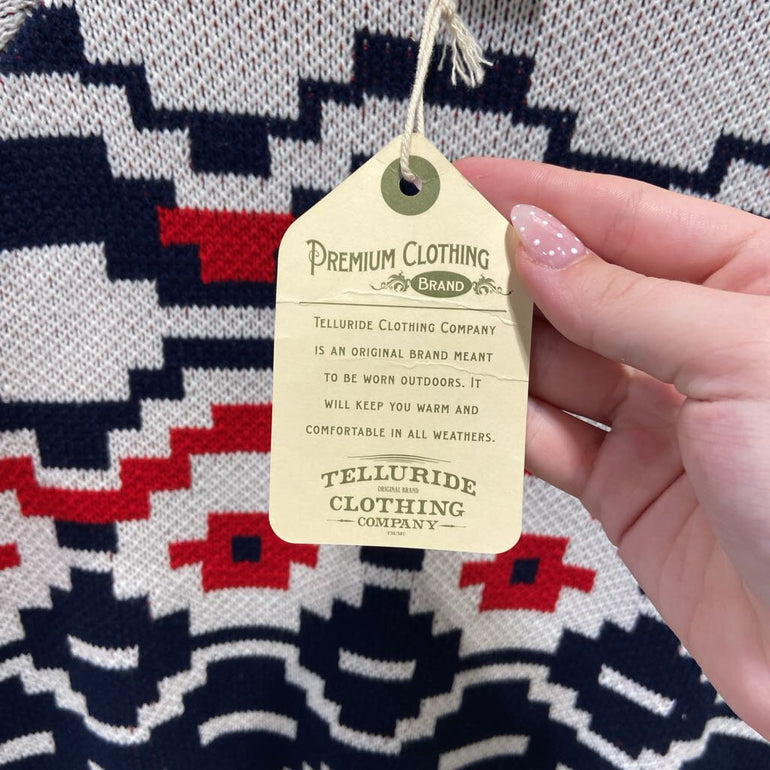 PREMIUM CLOTHING
BRAND
TELLURIDE CLOTHING COMPANY
IS AN ORIGINAL BRAND MEANT
TO BE WORN OUTDOORS. IT
WILL KEEP YOU WARM AND
COMFORTABLE IN ALL WEATHERS.
TELLURIDE
ORIGINAL BRAND
CLOTHING
COMPANY